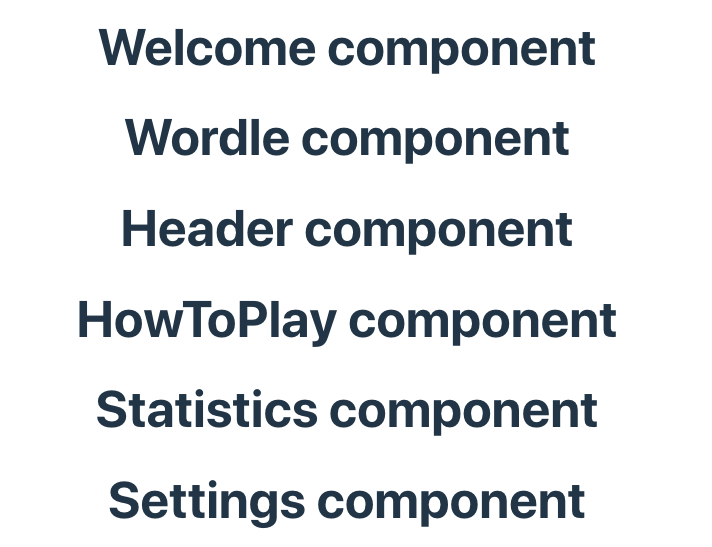 Welcome component
Wordle component
Header component
HowToPlay component
Statistics component
Settings component